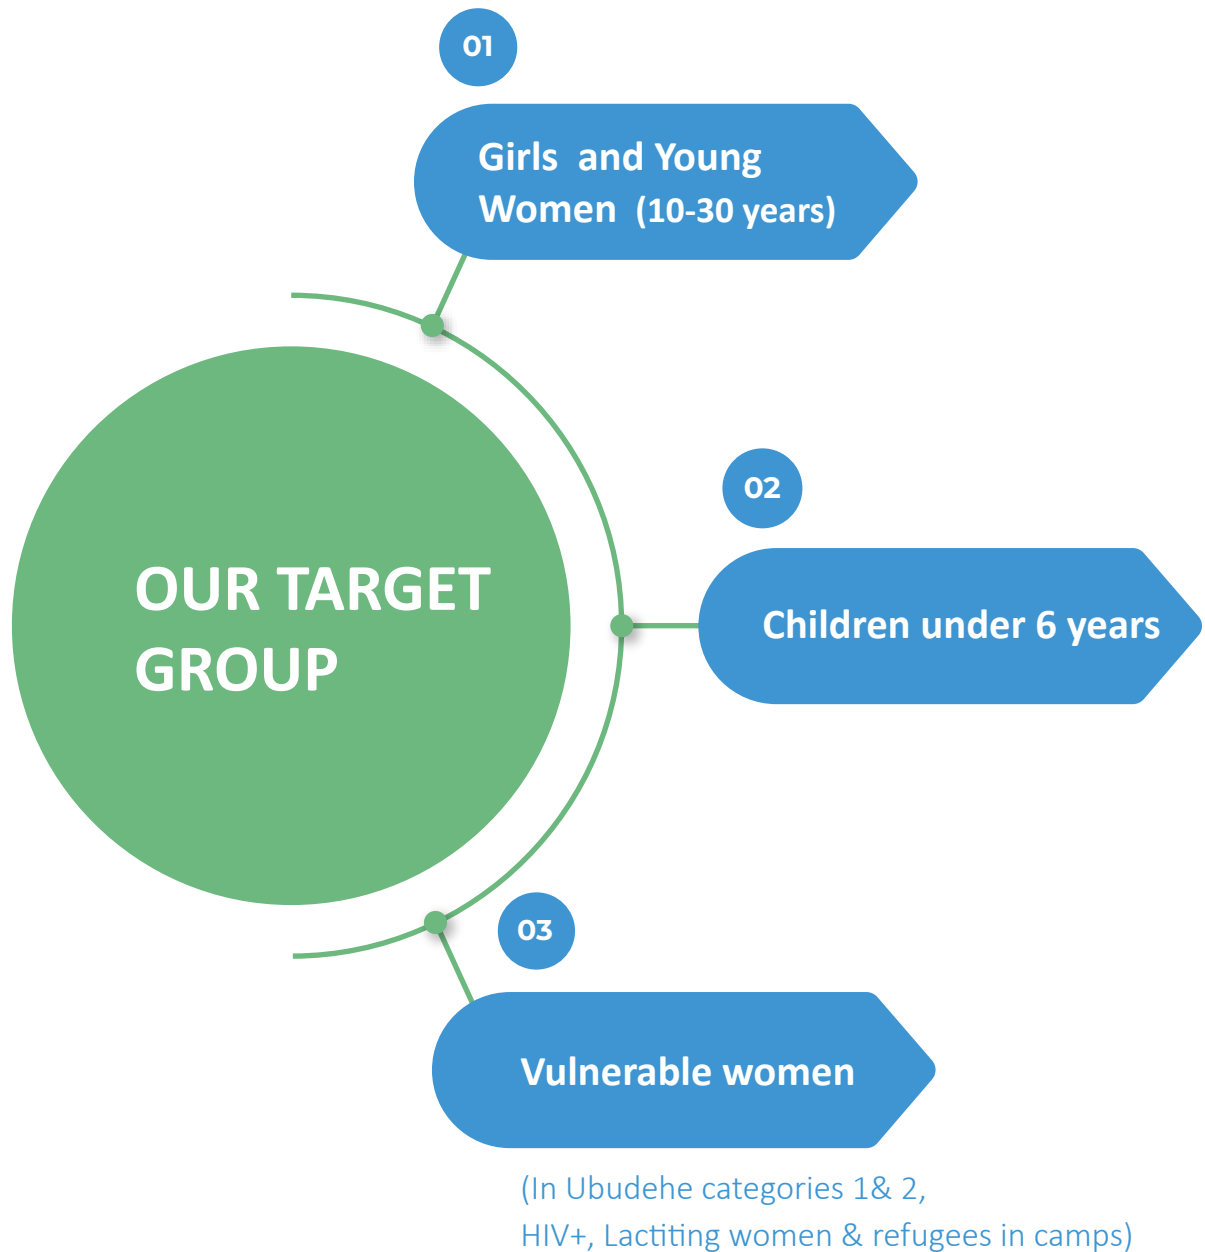 01
Girls and Young
Women (10-30 years)
02
OUR TARGET
GROUP
Children under 6 years
03
Vulnerable women
(In Ubudehe categories 1& 2,
HIV+, Lactiting women & refugees in camps)